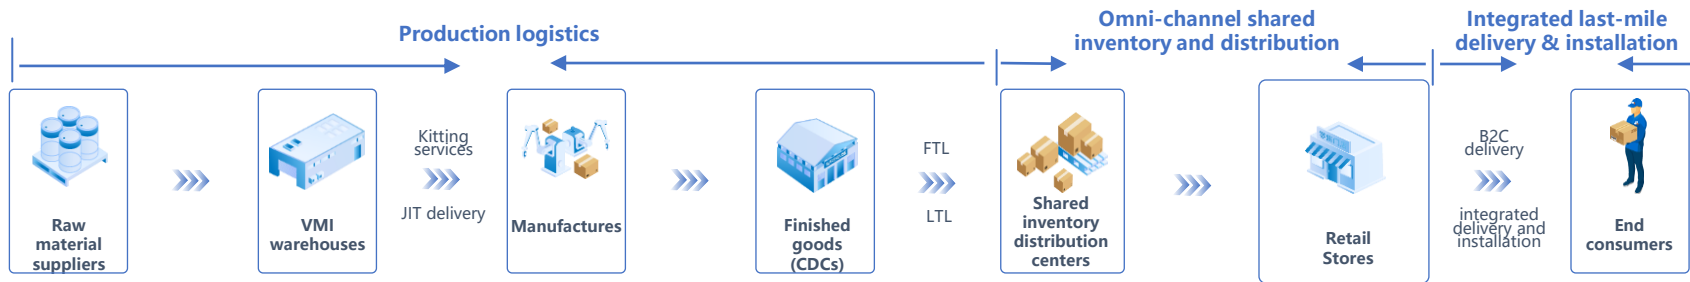 Production logistics
Omni-channel shared
inventory and distribution
Integrated last-mile
delivery & installation
Raw
material
suppliers
VMI
warehouses
Kitting
services
JIT delivery
Manufactures
Finished
goods
(CDCs)
FTL
LTL
Shared
inventory
distribution
centers
Retail
Stores
B2C
delivery
integrated
delivery and
installation
End
consumers